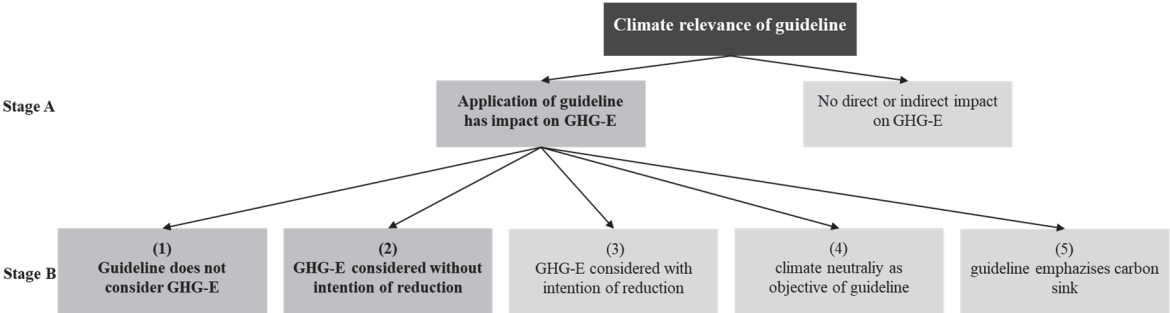 Climate relevance of guideline
Stage A
Application of guideline
has impact on GHG-E
No direct or indirect impact
on GHG-E
Stage B
(1)
Guideline does not
consider GHG-E
(2)
GHG-E considered without
intention of reduction
(3)
GHG-E considered with
intention of reduction
(4)
climate neutraliy as
objective of guideline
(5)
guideline emphazises carbon
sink